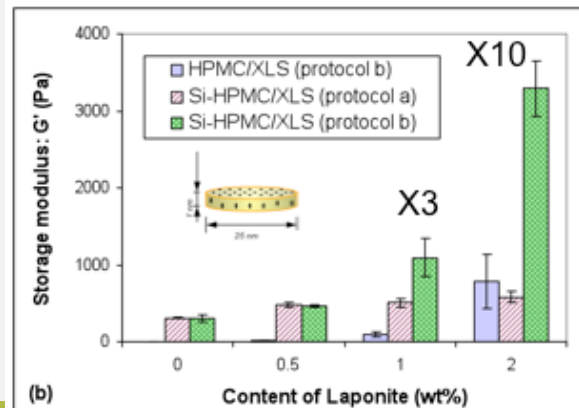 4000
3000
2000
1000
0
Storage modulus: G' (Pa)
HPMC/XLS (protocol b)
Si-HPMC/XLS (protocol a)
Si-HPMC/XLS (protocol b)
X10
X3
25 nm
0 0.5 1 2
(b) Content of Laponite (wt%)